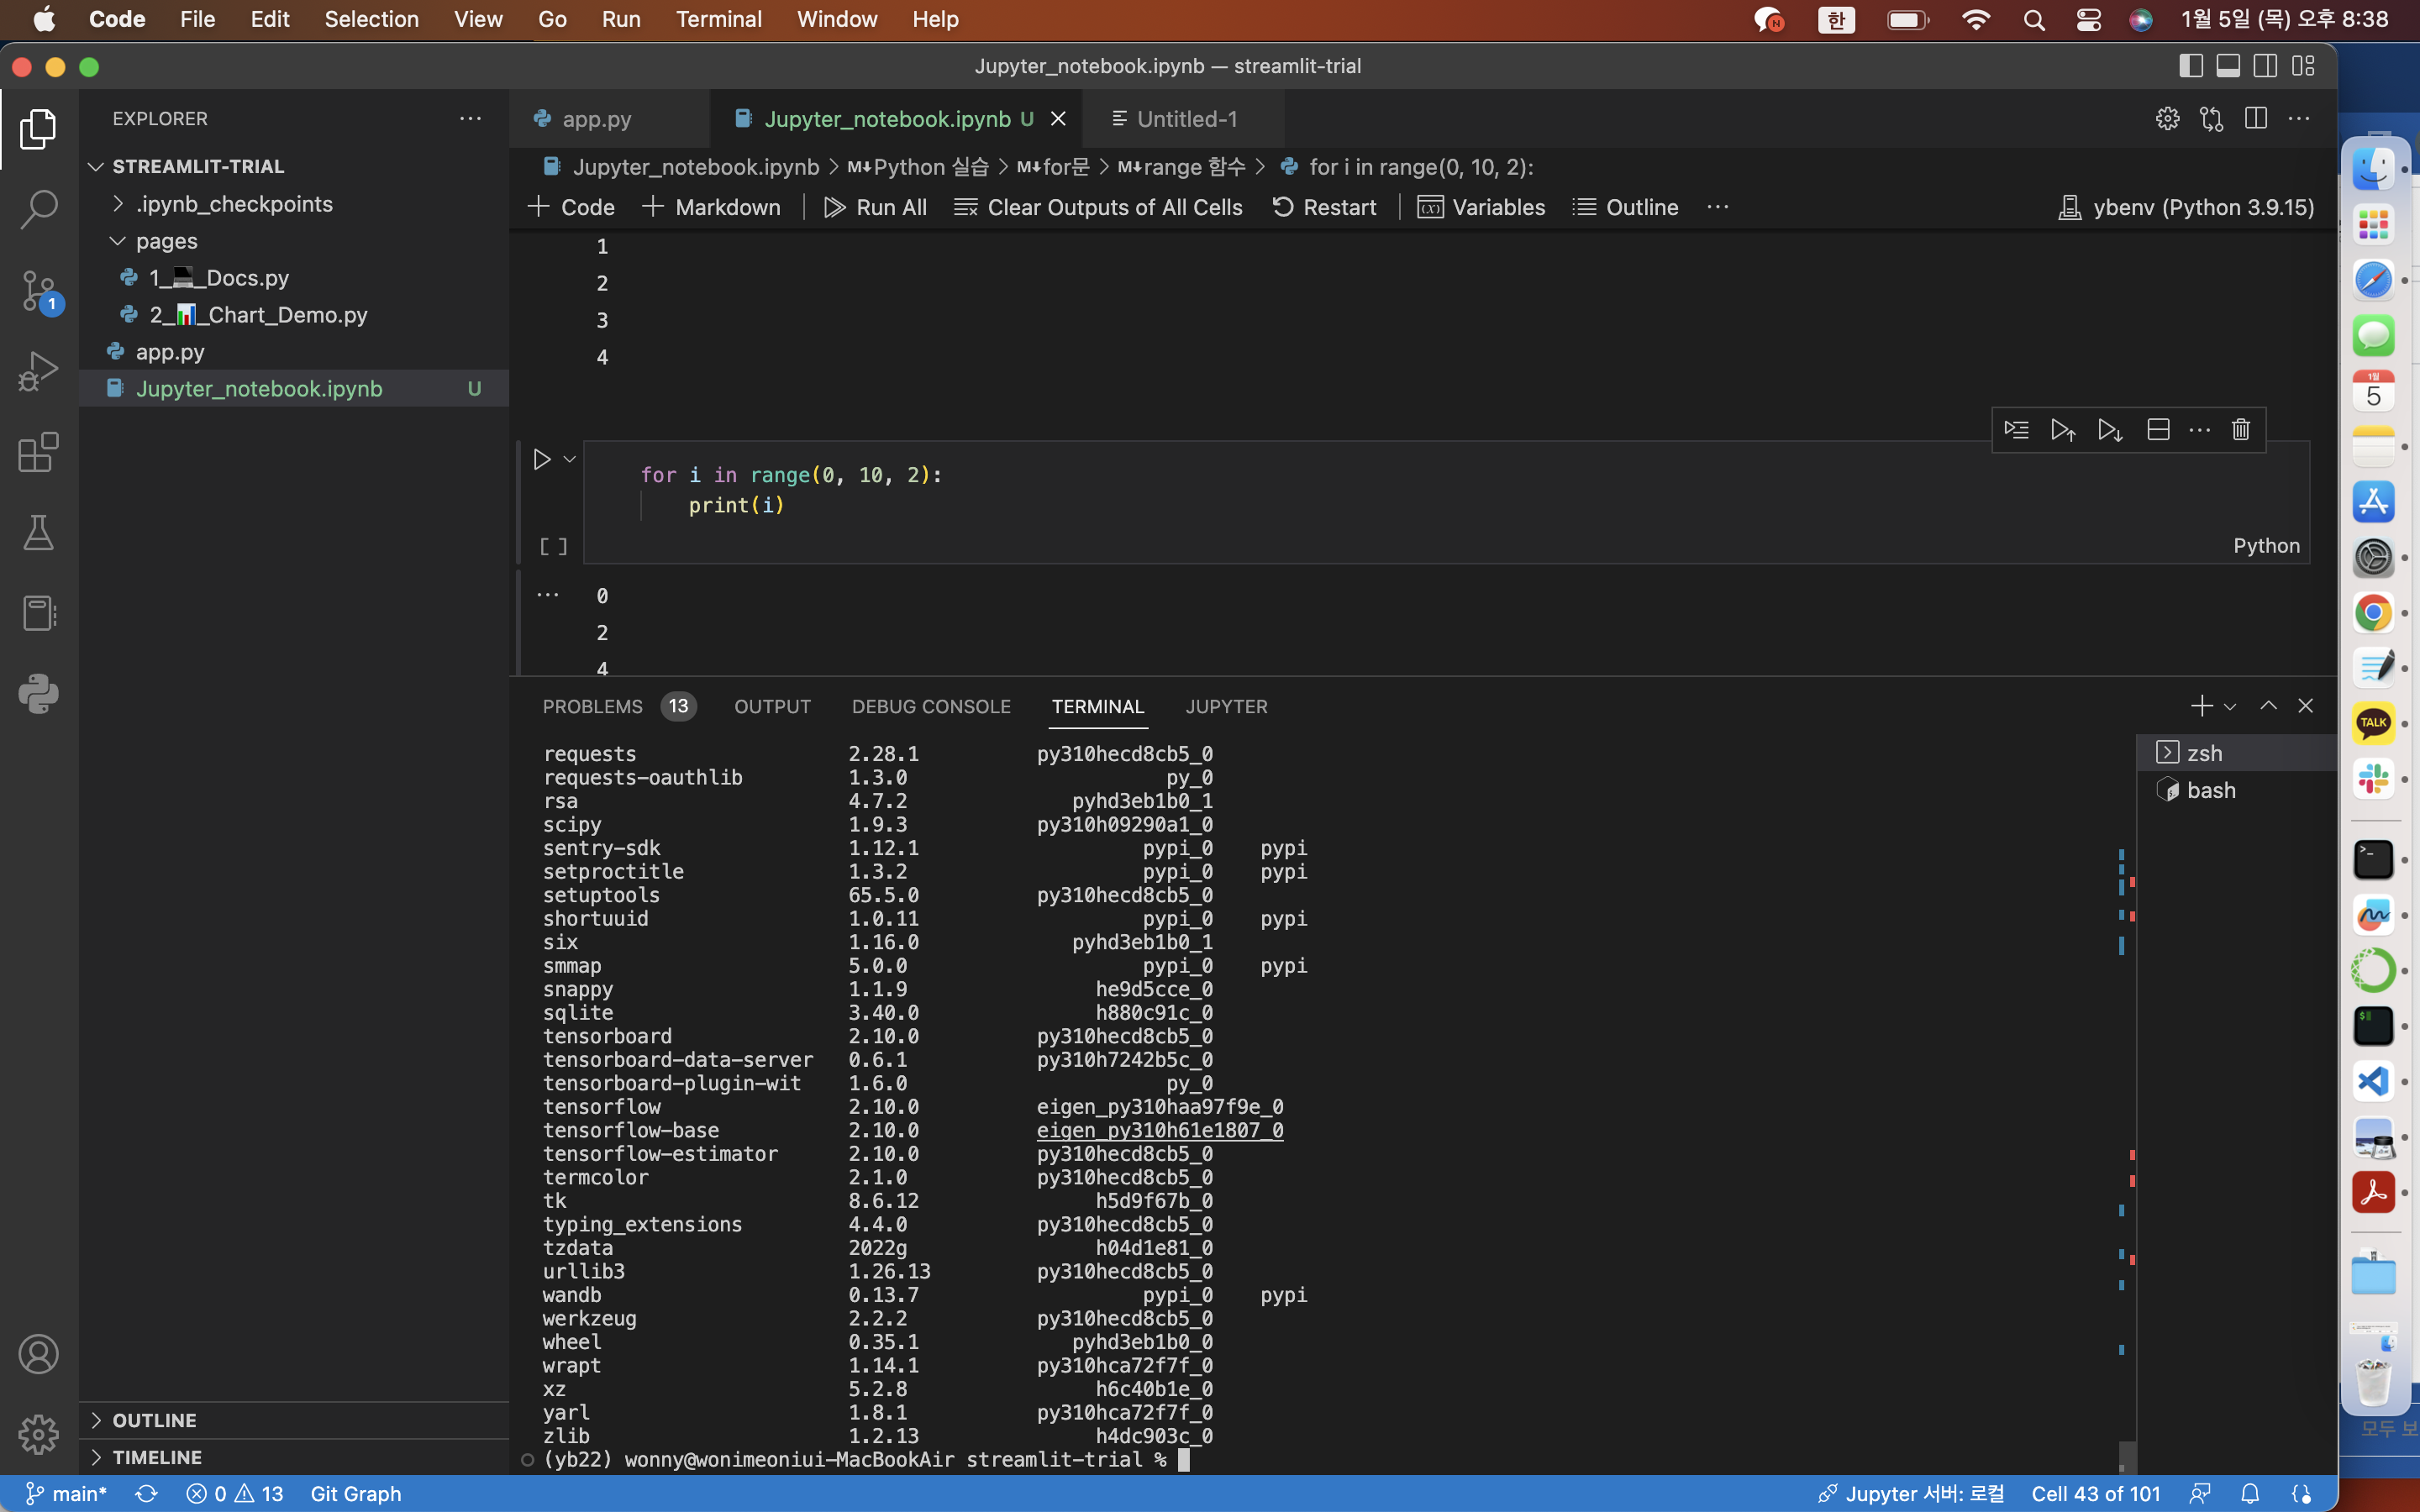 Code File Edit Selection View Go Run Terminal Window Help 한 1월 5일 (목) 오후 8:38
Jupyter_notebook.ipynb — streamlit-trial
EXPLORER
STREAMLIT-TRIAL
.ipynb_checkpoints
pages
1_💻_Docs.py
2_📊_Chart_Demo.py
app.py
Jupyter_notebook.ipynb U
OUTLINE
TIMELINE
app.py Jupyter_notebook.ipynb U Untitled-1
Jupyter_notebook.ipynb > M↓Python 실습 > M↓for문 > M↓range 함수 > for i in range(0, 10, 2):
+ Code + Markdown Run All Clear Outputs of All Cells Restart Variables Outline ... ybenv (Python 3.9.15)
1
2
3
4
for i in range(0, 10, 2):
print(i)
[ ]
Python
0
2
4
PROBLEMS 13 OUTPUT DEBUG CONSOLE TERMINAL JUPYTER
zsh
bash
requests 2.28.1 py310hecd8cb5_0
requests-oauthlib 1.3.0 py_0
rsa 4.7.2 pyhd3eb1b0_1
scipy 1.9.3 py310h09290a1_0
sentry-sdk 1.12.1 pypi_0 pypi
setproctitle 1.3.2 pypi_0 pypi
setuptools 65.5.0 py310hecd8cb5_0
shortuuid 1.0.11 pypi_0 pypi
six 1.16.0 pyhd3eb1b0_1
smmap 5.0.0 pypi_0 pypi
snappy 1.1.9 he9d5cce_0
sqlite 3.40.0 h880c91c_0
tensorboard 2.10.0 py310hecd8cb5_0
tensorboard-data-server 0.6.1 py310h7242b5c_0
tensorboard-plugin-wit 1.6.0 py_0
tensorflow 2.10.0 eigen_py310haa97f9e_0
tensorflow-base 2.10.0 eigen_py310h61e1807_0
tensorflow-estimator 2.10.0 py310hecd8cb5_0
termcolor 2.1.0 py310hecd8cb5_0
tk 8.6.12 h5d9f67b_0
typing_extensions 4.4.0 py310hecd8cb5_0
tzdata 2022g h04d1e81_0
urllib3 1.26.13 py310hecd8cb5_0
wandb 0.13.7 pypi_0 pypi
werkzeug 2.2.2 py310hecd8cb5_0
wheel 0.35.1 pyhd3eb1b0_0
wrapt 1.14.1 py310hca72f7f_0
xz 5.2.8 h6c40b1e_0
yarl 1.8.1 py310hca72f7f_0
zlib 1.2.13 h4dc903c_0
(yb22) wonny@wonimeoniui-MacBookAir streamlit-trial %
main* 0 13 Git Graph Jupyter 서버: 로컬 Cell 43 of 101
1
1월
5
TALK
모두 보